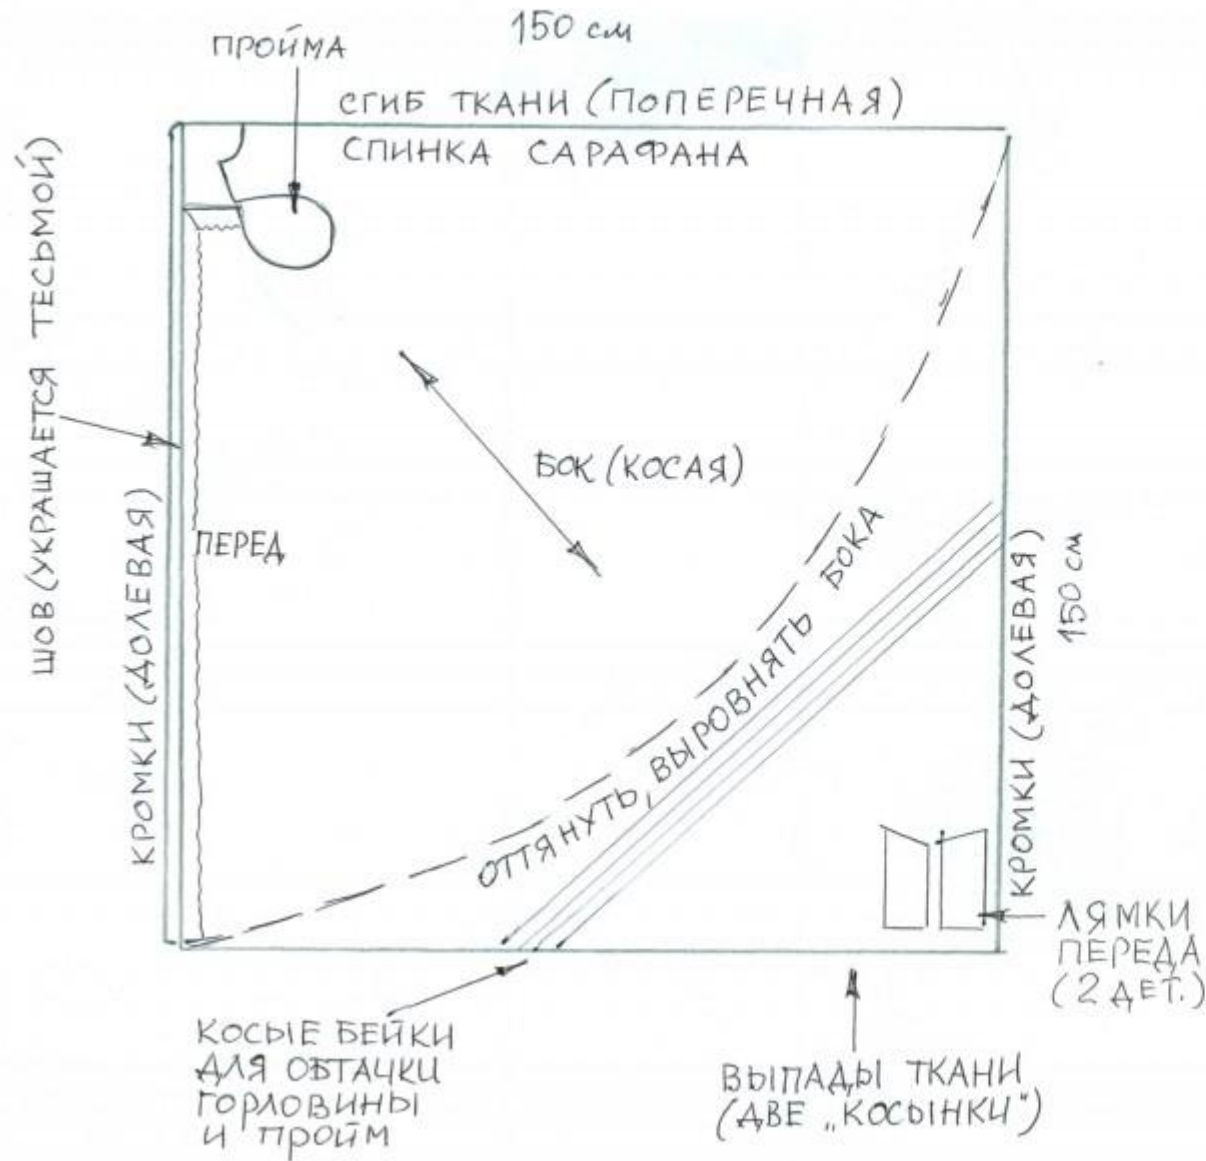 150 см
ПРОЙМА
СГИБ ТКАНИ (ПОПЕРЕЧНАЯ)
СПИНКА САРАФАНА
ШОВ (УКРАШАЕТСЯ ТЕСЬМОЙ)
БОК (КОСАЯ)
ПЕРЕД
КРОМКИ (ДОЛЕВАЯ)
ОТТЯНУТЬ, ВЫРОВНЯТЬ БОКА
КРОМКИ (ДОЛЕВАЯ)
150 см
ЛЯМКИ
ПЕРЕДА
(2 ДЕТ.)
КОСЫЕ БЕЙКИ
ДЛЯ ОБТАЧКИ
ГОРЛОВИНЫ
И ПРОЙМ
ВЫПАДЫ ТКАНИ
(ДВЕ „КОСЫНКИ")